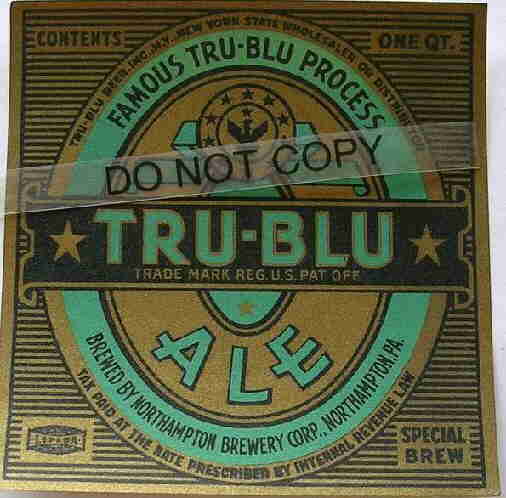 CONTENTS
ONE QT.
TRU-BLU BEER, INC. N.Y., NEW YORK STATE WHOLESALER OR DISTRIBUTOR
FAMOUS TRU-BLU PROCESS
DO NOT COPY
TRU-BLU
TRADE MARK REG. U.S. PAT OFF
ALE
BREWED BY NORTHAMPTON BREWERY CORP., NORTHAMPTON, PA.
TAX PAID AT THE RATE PRESCRIBED BY INTERNAL REVENUE LAW
SPECIAL
BREW